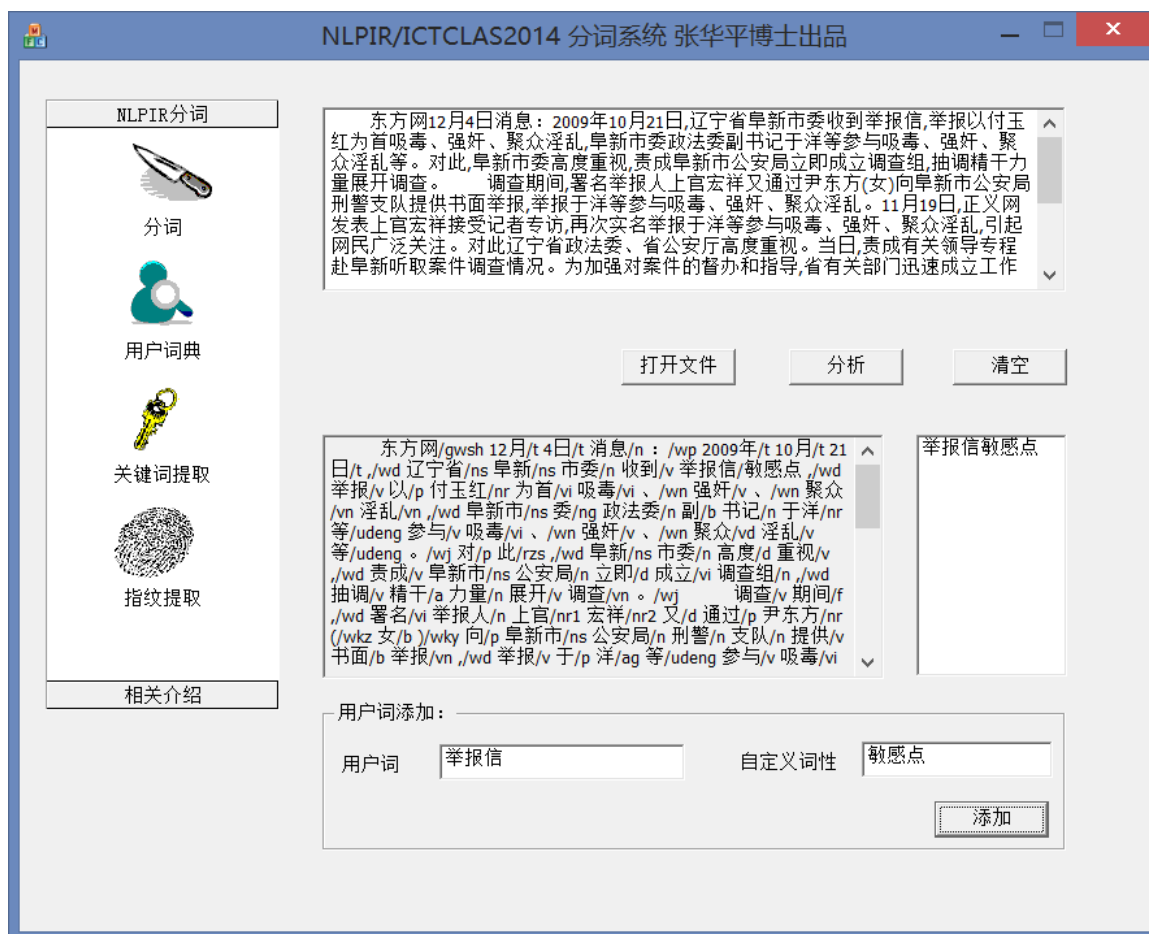 NLPIR/ICTCLAS2014 分词系统 张华平博士出品
NLPIR分词
分词
用户词典
关键词提取
指纹提取
相关介绍
东方网12月4日消息：2009年10月21日,辽宁省阜新市委收到举报信,举报以付玉
红为首吸毒、强奸、聚众淫乱,阜新市委政法委副书记于洋等参与吸毒、强奸、聚
众淫乱等。对此,阜新市委高度重视,责成阜新市公安局立即成立调查组,抽调精干力
量展开调查。 调查期间,署名举报人上官宏祥又通过尹东方(女)向阜新市公安局
刑警支队提供书面举报,举报于洋等参与吸毒、强奸、聚众淫乱。11月19日,正义网
发表上官宏祥接受记者专访,再次实名举报于洋等参与吸毒、强奸、聚众淫乱,引起
网民广泛关注。对此辽宁省政法委、省公安厅高度重视。当日,责成有关领导专程
赴阜新听取案件调查情况。为加强对案件的督办和指导,省有关部门迅速成立工作
打开文件
分析
清空
东方网/gwsh 12月/t 4日/t 消息/n ：/wp 2009年/t 10月/t 21
日/t ,/wd 辽宁省/ns 阜新/ns 市委/n 收到/v 举报信/敏感点 ,/wd
举报/v 以/p 付玉红/nr 为首/vi 吸毒/vi 、/wn 强奸/v 、/wn 聚众
/vn 淫乱/vn ,/wd 阜新市/ns 委/ng 政法委/n 副/b 书记/n 于洋/nr
等/udeng 参与/v 吸毒/vi 、/wn 强奸/v 、/wn 聚众/vd 淫乱/v
等/udeng 。/wj 对/p 此/rzs ,/wd 阜新/ns 市委/n 高度/d 重视/v
,/wd 责成/v 阜新市/ns 公安局/n 立即/d 成立/vi 调查组/n ,/wd
抽调/v 精干/a 力量/n 展开/v 调查/vn 。/wj 调查/v 期间/f
,/wd 署名/vi 举报人/n 上官/nr1 宏祥/nr2 又/d 通过/p 尹东方/nr
(/wkz 女/b )/wky 向/p 阜新市/ns 公安局/n 刑警/n 支队/n 提供/v
书面/b 举报/vn ,/wd 举报/v 于/p 洋/ag 等/udeng 参与/v 吸毒/vi
举报信敏感点
用户词添加：
用户词
举报信
自定义词性
敏感点
添加